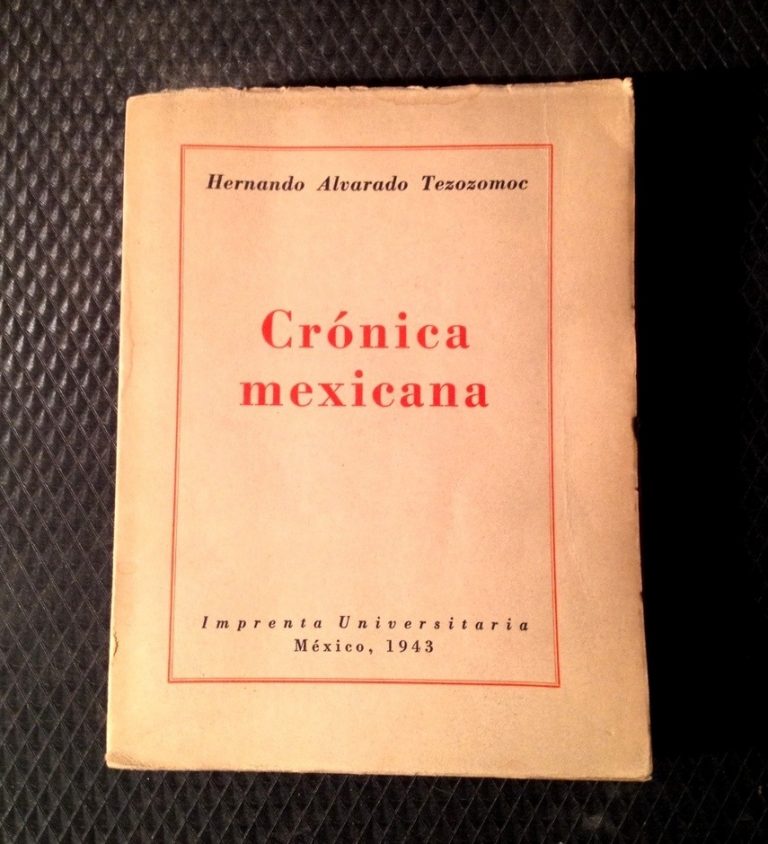 Hernando Alvarado Tezozomoc
Crónica
mexicana
Imprenta Universitaria
México, 1943